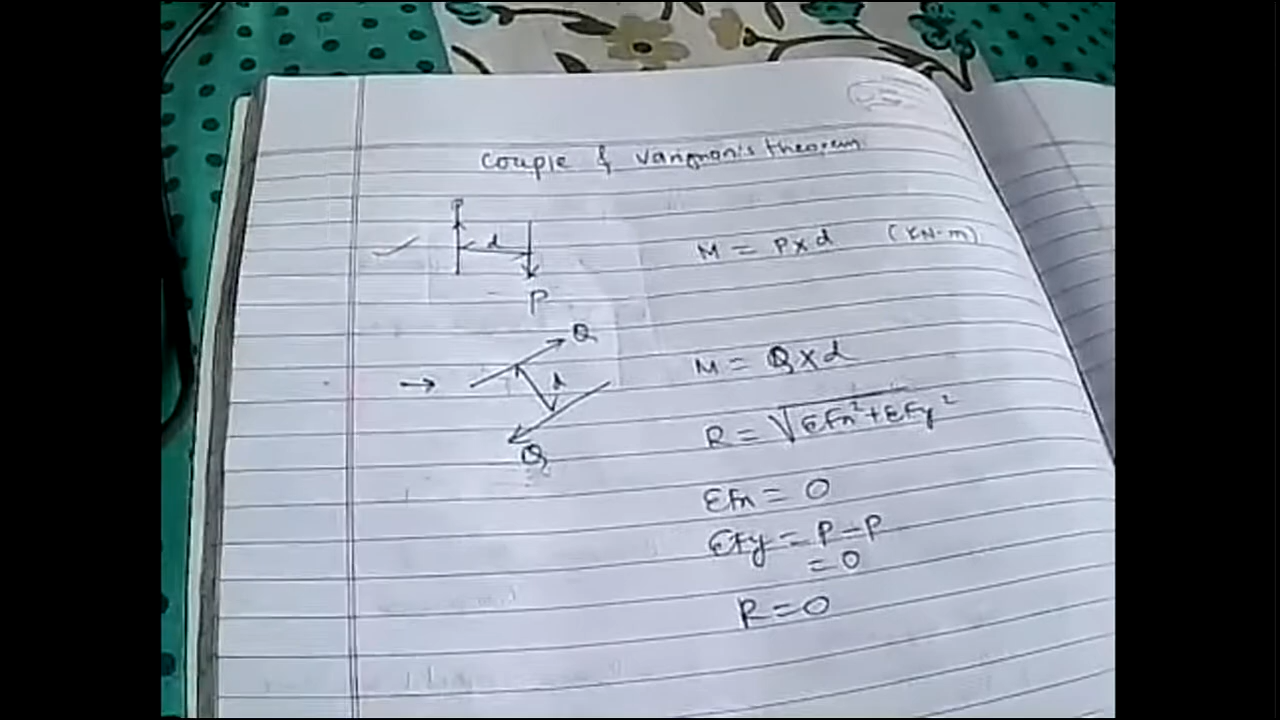 Couple & Varignon's theorem
P
d
M = P×d (KN-m)
P
Q
d
M = Q×d
R = √ΣFx²+ΣFy²
Q
ΣFx = 0
ΣFy = P-P
= 0
R = 0